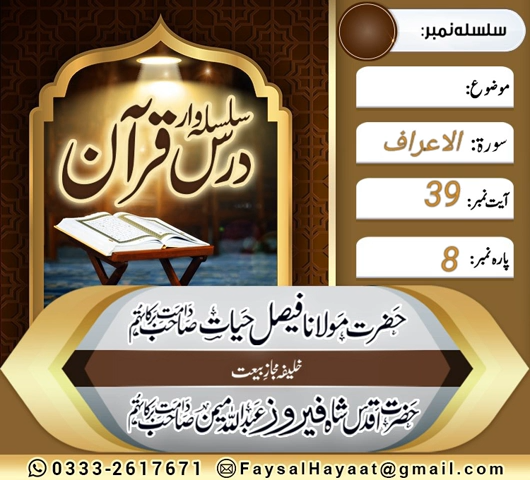 سلسلہ نمبر:
سلسلہ وار
درس قرآن
موضوع:
سورۃ: الاعراف
آیت نمبر: 39
پارہ نمبر: 8
حضرت مولانا فیصل حیات صاحب دامت برکاتہم
خلیفہ مجاز بیعت
حضرت اقدس شاہ فیروز عبداللہ میمن صاحب دامت برکاتہم
0333-2617671 FaysalHayaat@gmail.com